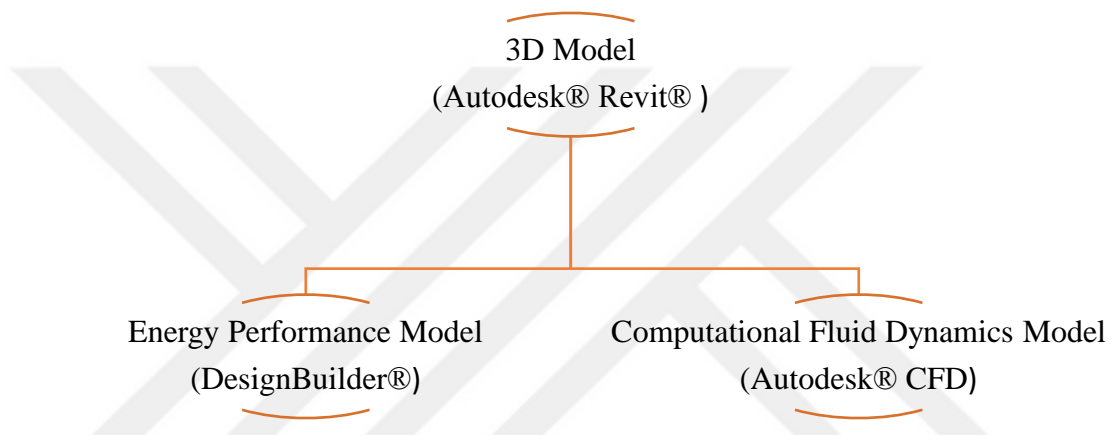 3D Model
(Autodesk® Revit® )
Energy Performance Model
(DesignBuilder®)
Computational Fluid Dynamics Model
(Autodesk® CFD)